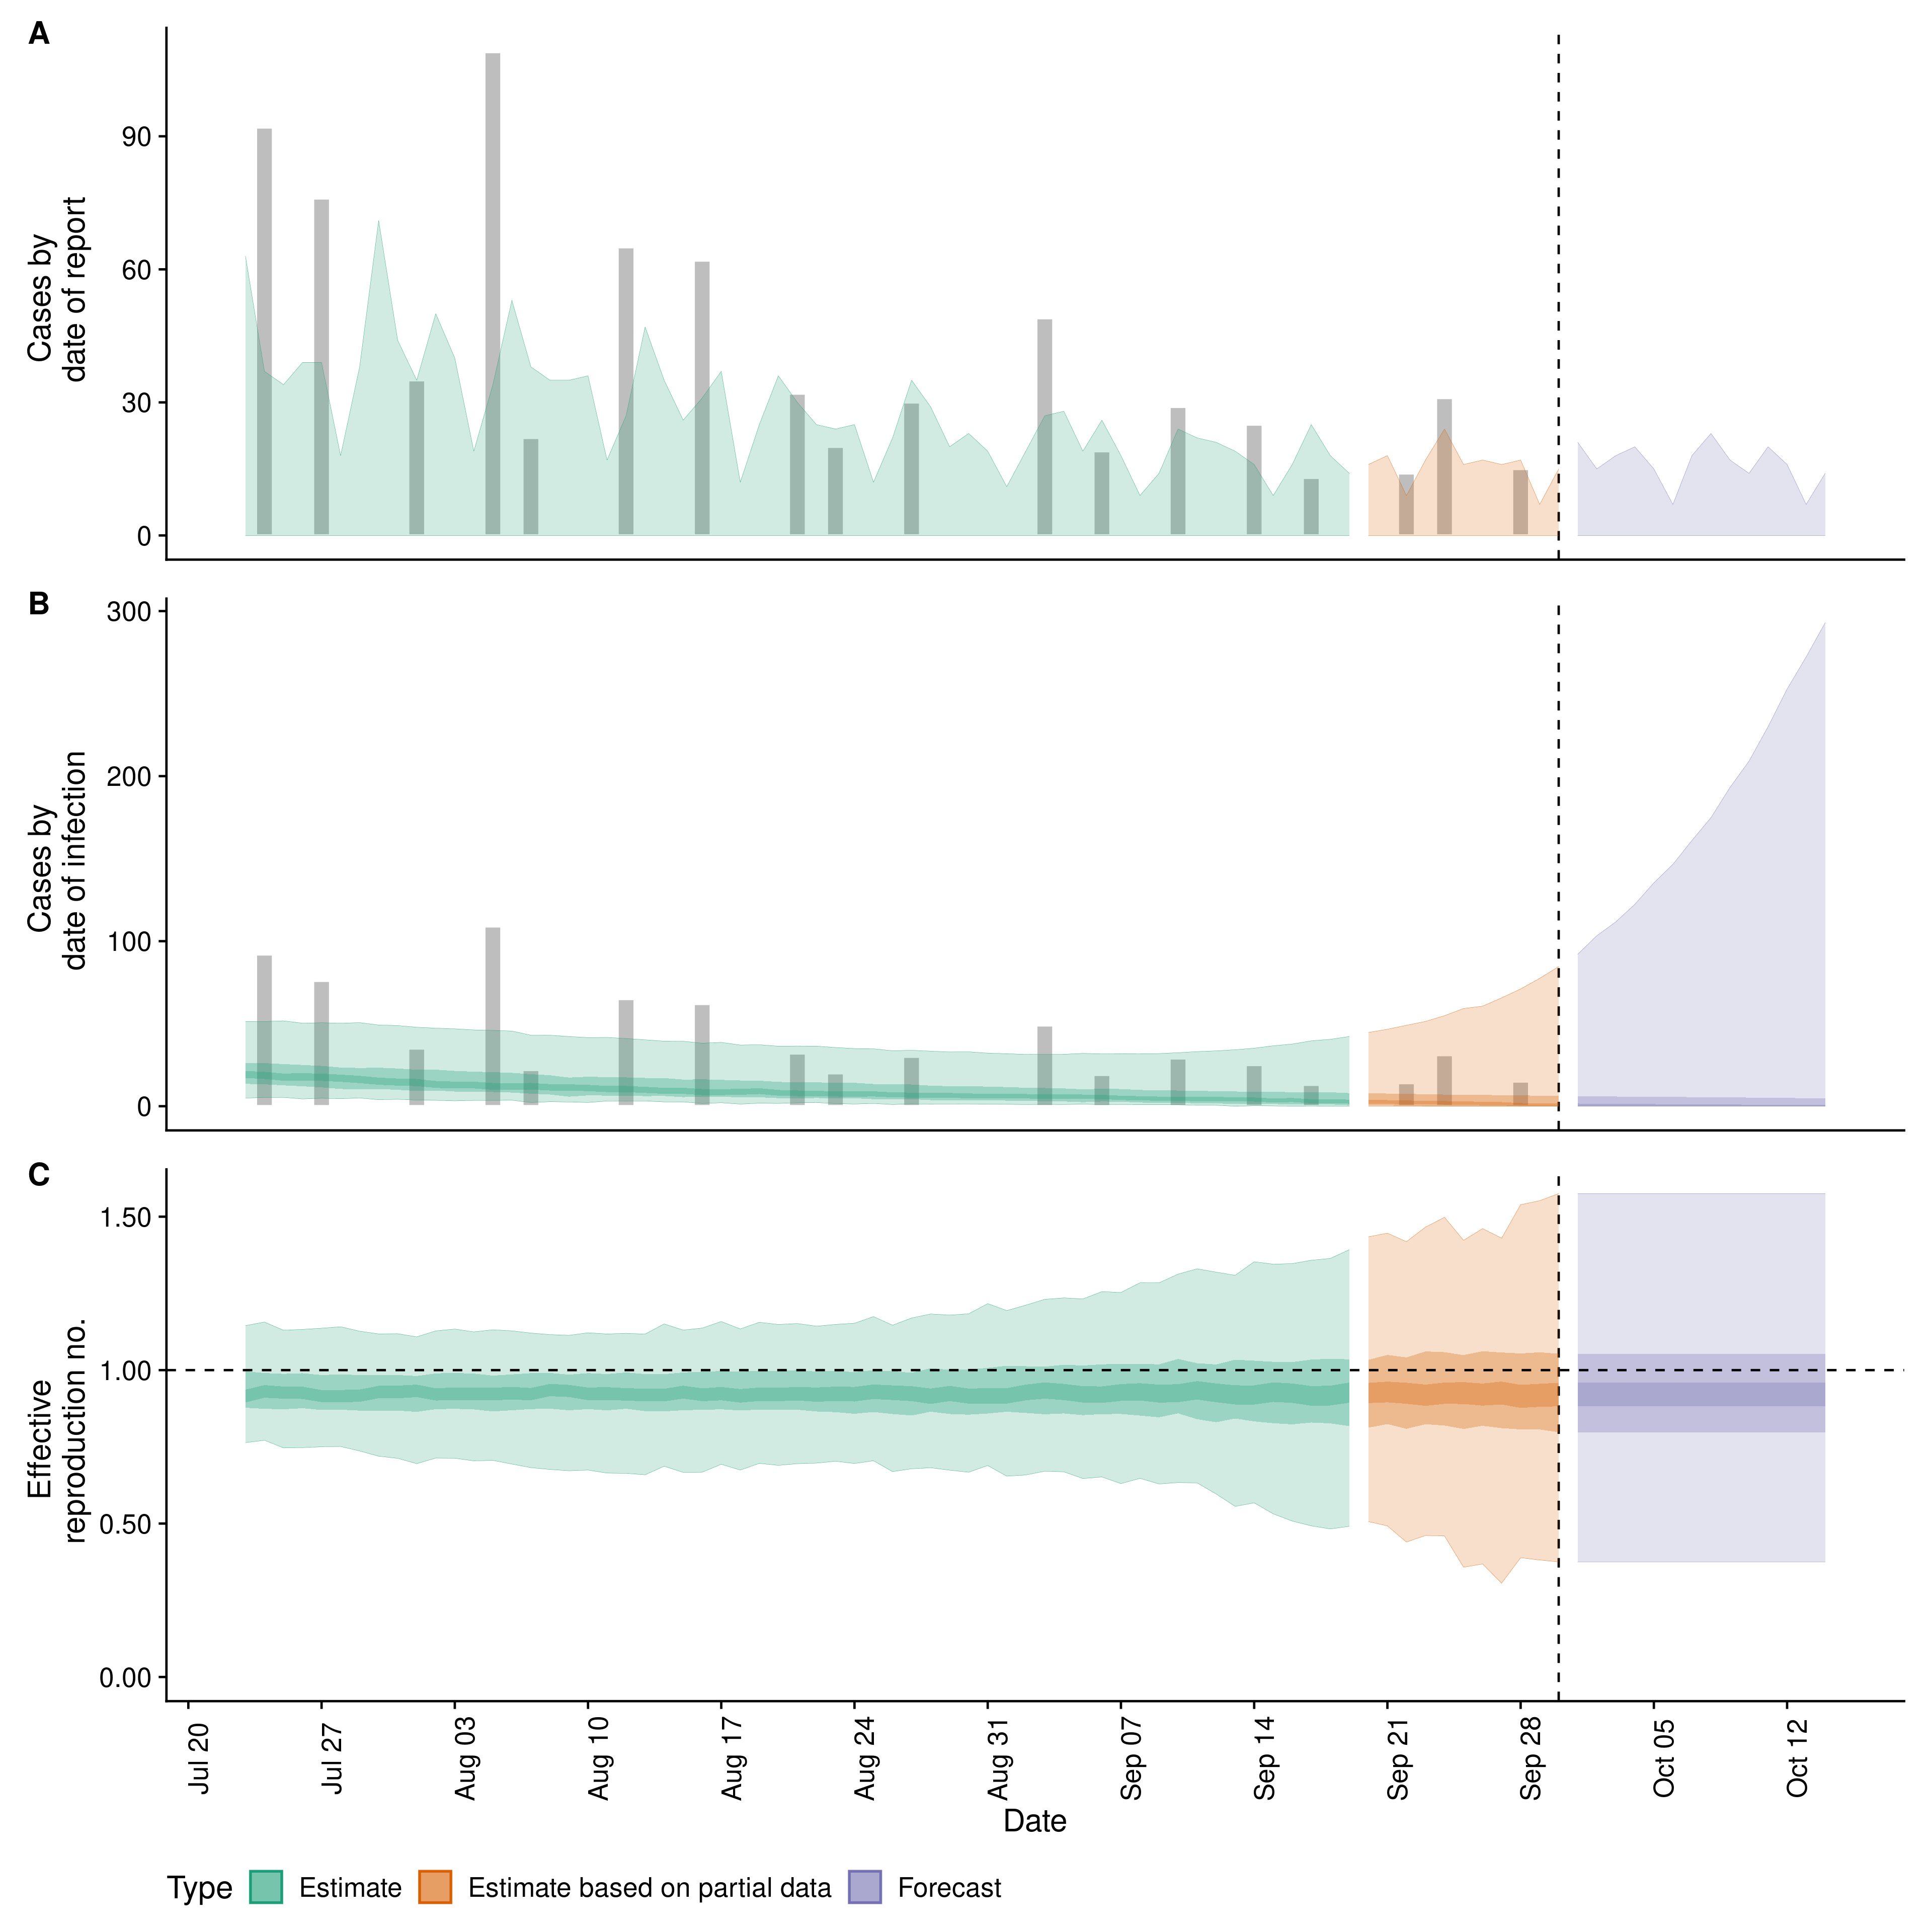 A
Cases by
date of report
90
60
30
0
B
Cases by
date of infection
300
200
100
0
C
Effective
reproduction no.
1.50
1.00
0.50
0.00
Jul 20
Jul 27
Aug 03
Aug 10
Aug 17
Aug 24
Aug 31
Sep 07
Sep 14
Sep 21
Sep 28
Oct 05
Oct 12
Date
Type Estimate Estimate based on partial data Forecast